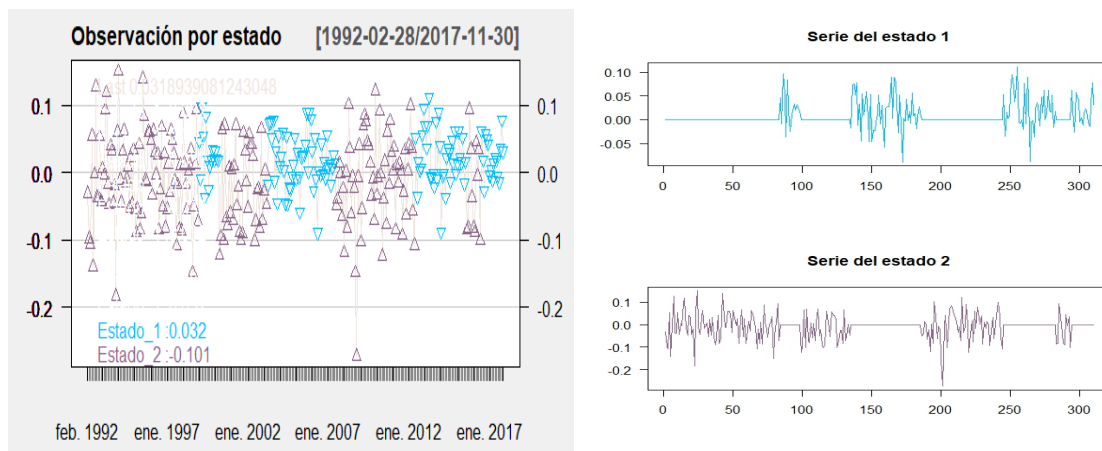 Observación por estado [1992-02-28/2017-11-30]
Last 0.0318939081243048
0.1
0.0
-0.1
-0.2
0.1
0.0
-0.1
-0.2
Estado_1 :0.032
Estado_2 :-0.101
feb. 1992 ene. 1997 ene. 2002 ene. 2007 ene. 2012 ene. 2017
Serie del estado 1
0.10
0.05
0.00
-0.05
0 50 100 150 200 250 300
Serie del estado 2
0.1
0.0
-0.1
-0.2
0 50 100 150 200 250 300